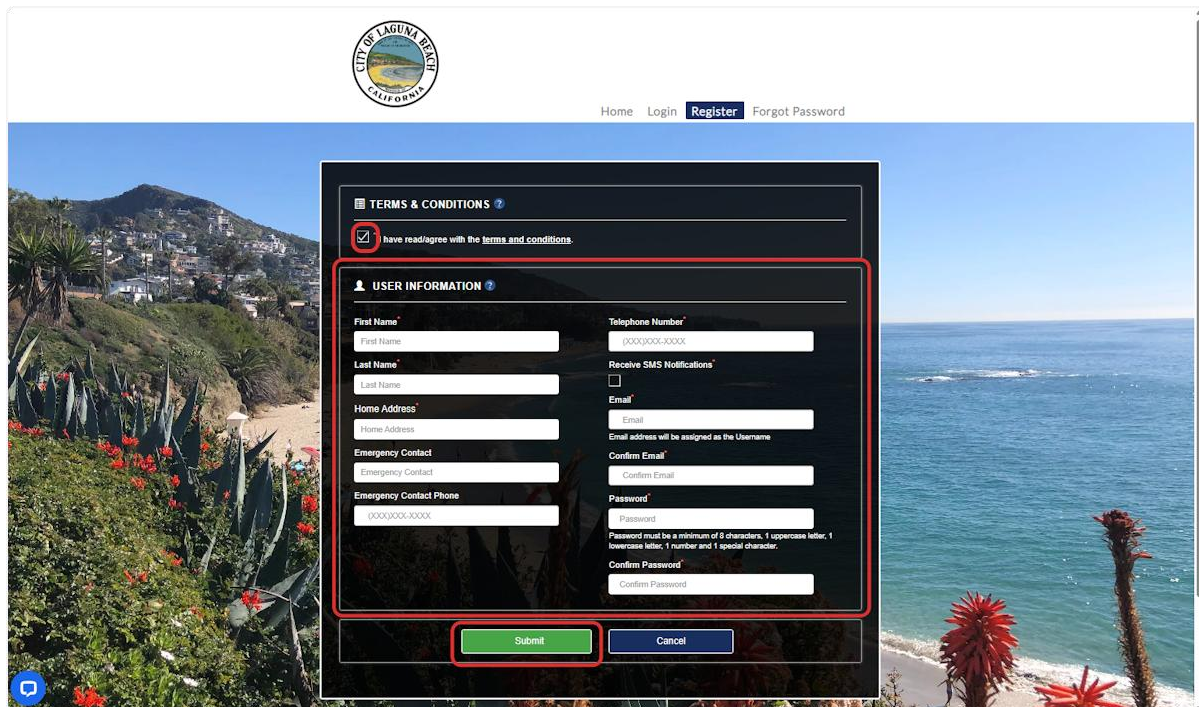 CITY OF LAGUNA BEACH
CALIFORNIA
Home Login Register Forgot Password
TERMS & CONDITIONS ?
* I have read/agree with the terms and conditions.
USER INFORMATION ?
First Name*
First Name
Last Name*
Last Name
Home Address*
Home Address
Emergency Contact
Emergency Contact
Emergency Contact Phone
(XXX)XXX-XXXX
Telephone Number*
(XXX)XXX-XXXX
Receive SMS Notifications*
Email*
Email
Email address will be assigned as the Username
Confirm Email*
Confirm Email
Password*
Password
Password must be a minimum of 8 characters, 1 uppercase letter, 1
lowercase letter, 1 number and 1 special character.
Confirm Password*
Confirm Password
Submit Cancel